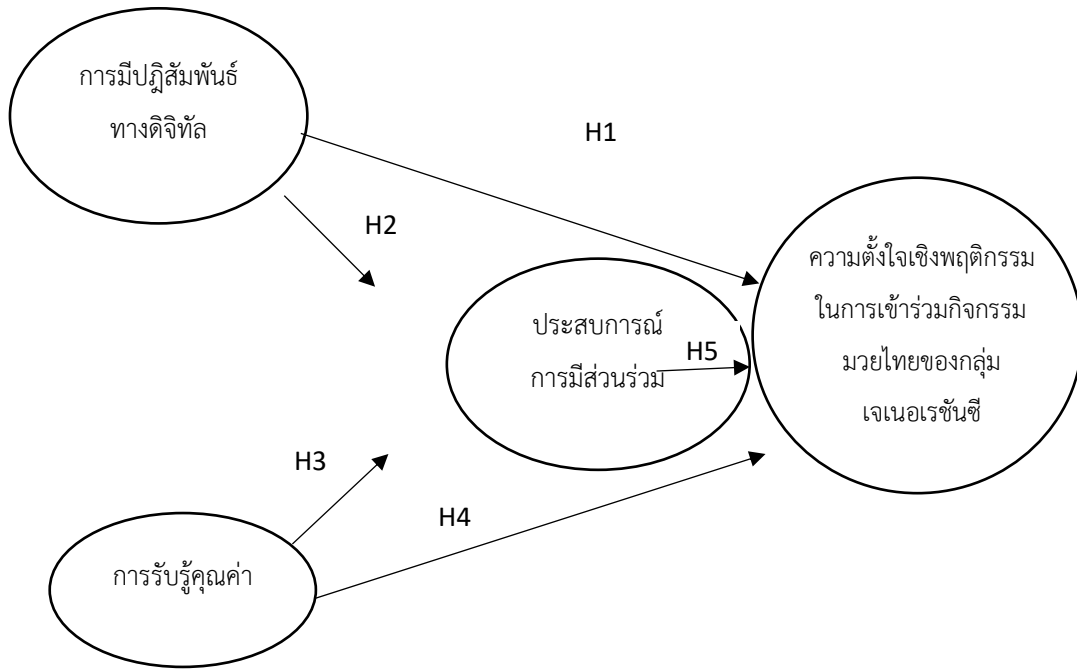 การมีปฎิสัมพันธ์
ทางดิจิทัล
H1
H2
ความตั้งใจเชิงพฤติกรรม
ในการเข้าร่วมกิจกรรม
มวยไทยของกลุ่ม
เจเนอเรชันซี
ประสบการณ์
การมีส่วนร่วม
H5
H3
H4
การรับรู้คุณค่า